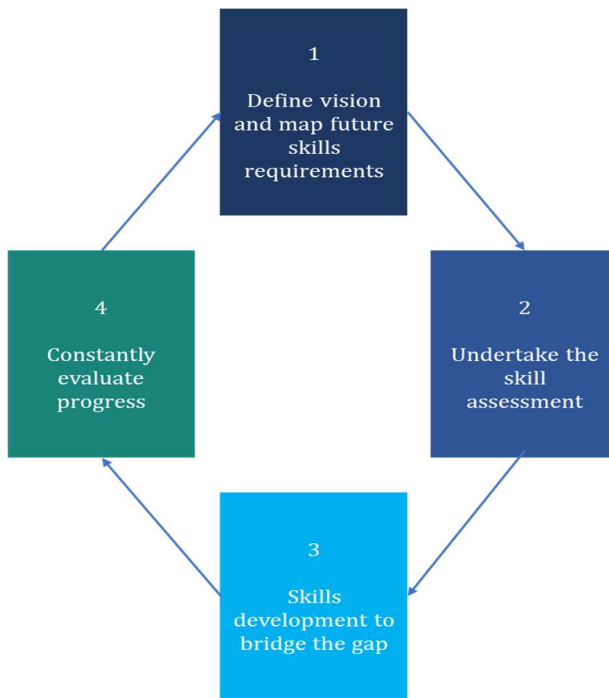 1
Define vision
and map future
skills
requirements
2
Undertake the
skill
assessment
3
Skills
development to
bridge the gap
4
Constantly
evaluate
progress